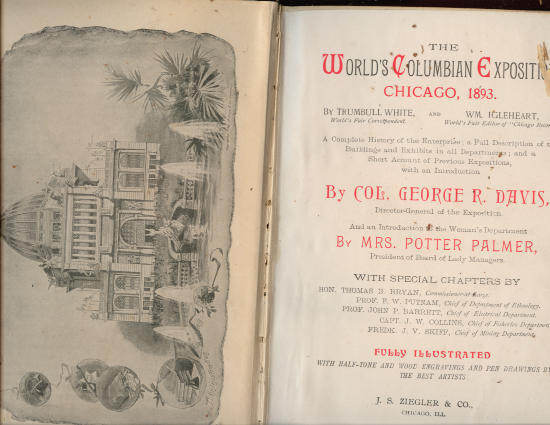 THE
WORLD'S COLUMBIAN EXPOSITION
CHICAGO, 1893.
BY TRUMBULL WHITE, AND WM. IGLEHEART,
World's Fair Correspondent. World's Fair Editor of "Chicago
A Complete History of the Enterprise; a Full Description of the
Buildings and Exhibits in all Departments; and a
Short Account of Previous Expositions,
with an Introduction
By COL. GEORGE R. DAVIS,
Director-General of the Exposition.
And an Introduction to the Woman's Department
By MRS. POTTER PALMER,
President of Board of Lady Managers.
WITH SPECIAL CHAPTERS BY
HON. THOMAS B. BRYAN, Commissioner-at-Large.
PROF. F. W. PUTNAM, Chief of Department of Ethnology.
PROF. JOHN P. BARRETT, Chief of Electrical Department.
CAPT. J. W. COLLINS, Chief of Fisheries Department
FREDK. J. V. SKIFF, Chief of Mining Department.
FULLY ILLUSTRATED
WITH HALF-TONE AND WOOD ENGRAVINGS AND PEN DRAWINGS BY
THE BEST ARTISTS
J. S. ZIEGLER & CO.,
CHICAGO, ILL.